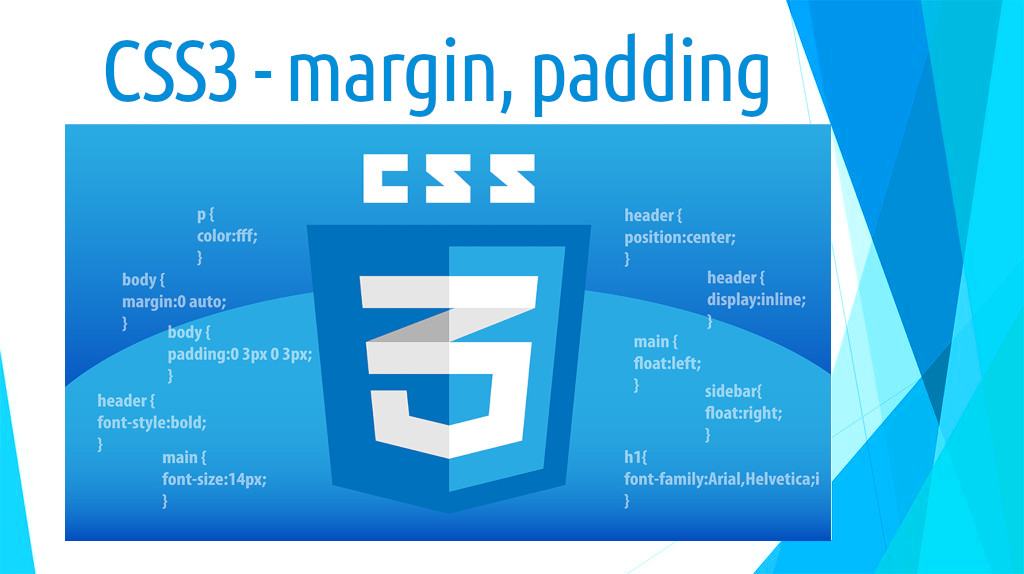 CSS3 - margin, padding
CSS
3
p {
color:fff;
}
body {
margin:0 auto;
}
body {
padding:0 3px 0 3px;
}
header {
font-style:bold;
}
main {
font-size:14px;
}
header {
position:center;
}
header {
display:inline;
}
main {
float:left;
}
sidebar{
float:right;
}
h1{
font-family:Arial,Helvetica;i
}